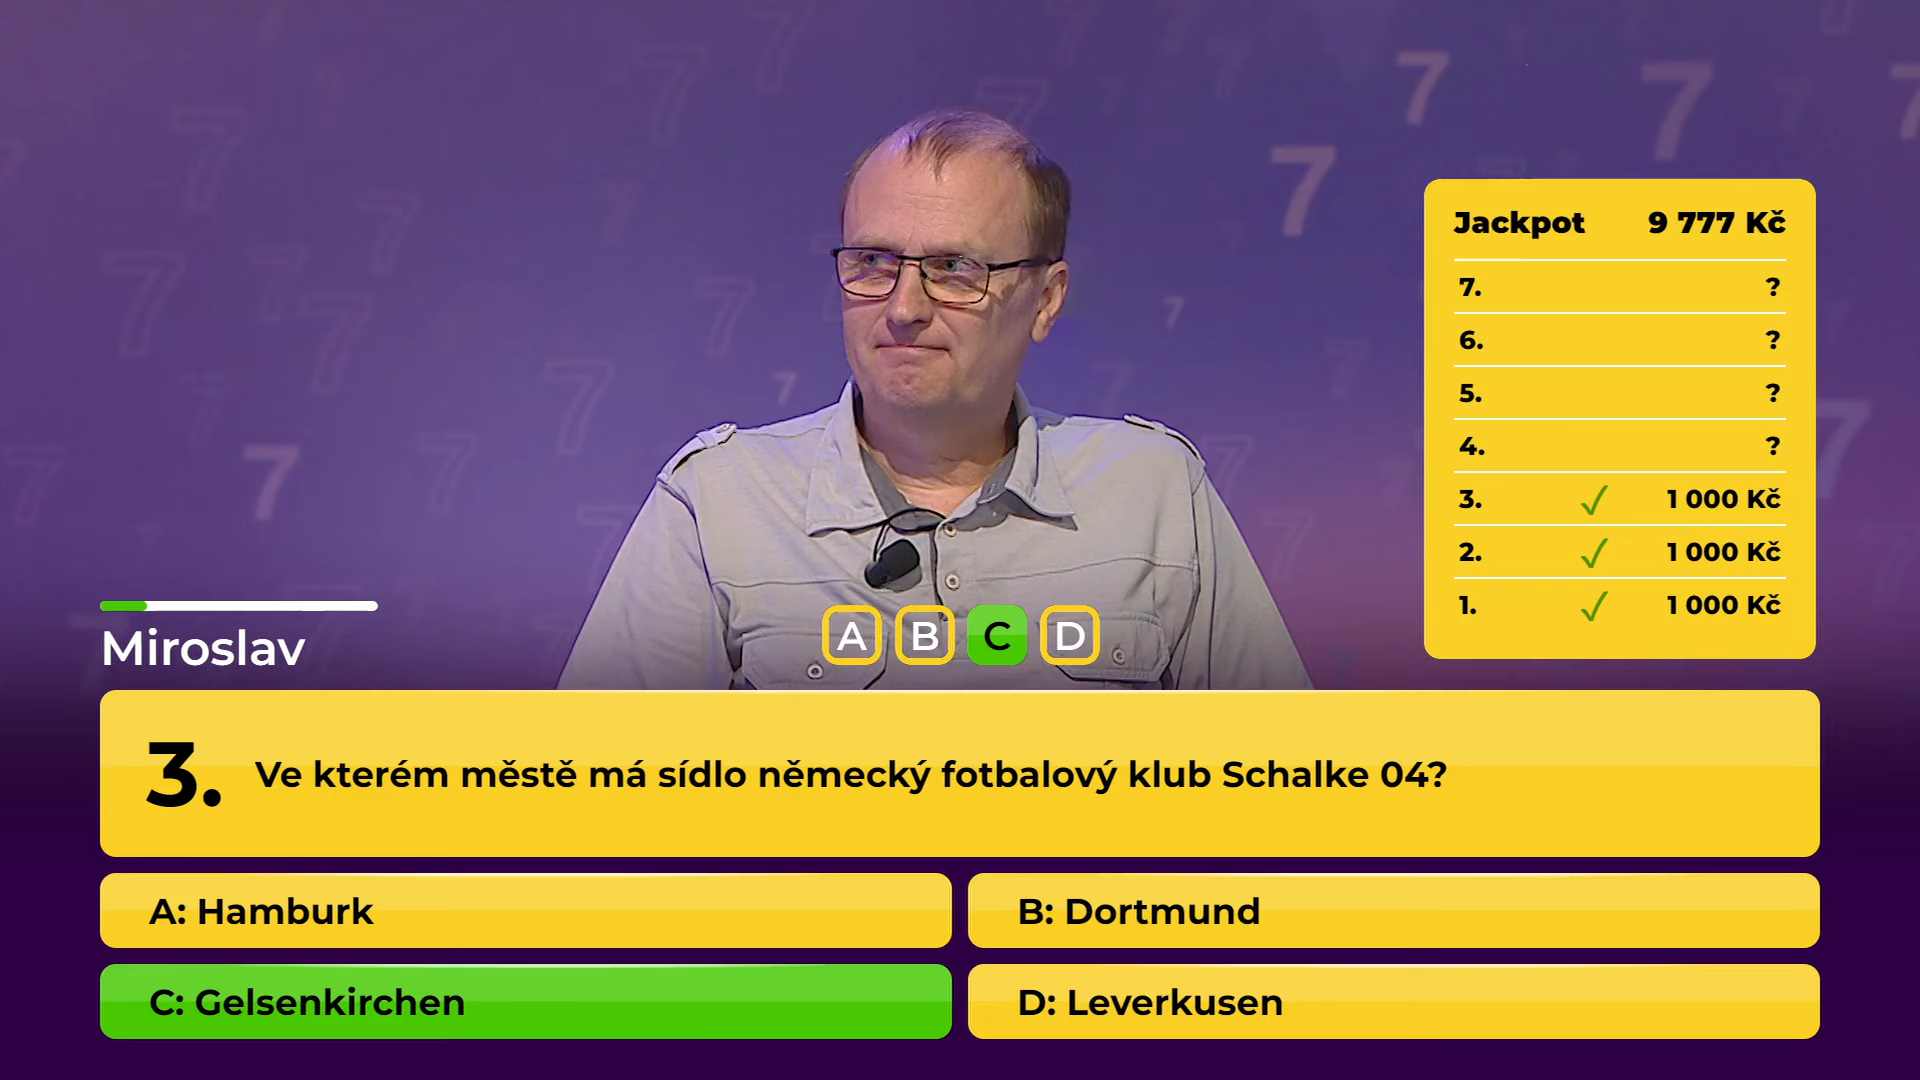 Jackpot 9 777 Kč
7. ?
6. ?
5. ?
4. ?
3. ✓ 1 000 Kč
2. ✓ 1 000 Kč
1. ✓ 1 000 Kč
Miroslav
A B C D
3. Ve kterém městě má sídlo německý fotbalový klub Schalke 04?
A: Hamburk
B: Dortmund
C: Gelsenkirchen
D: Leverkusen